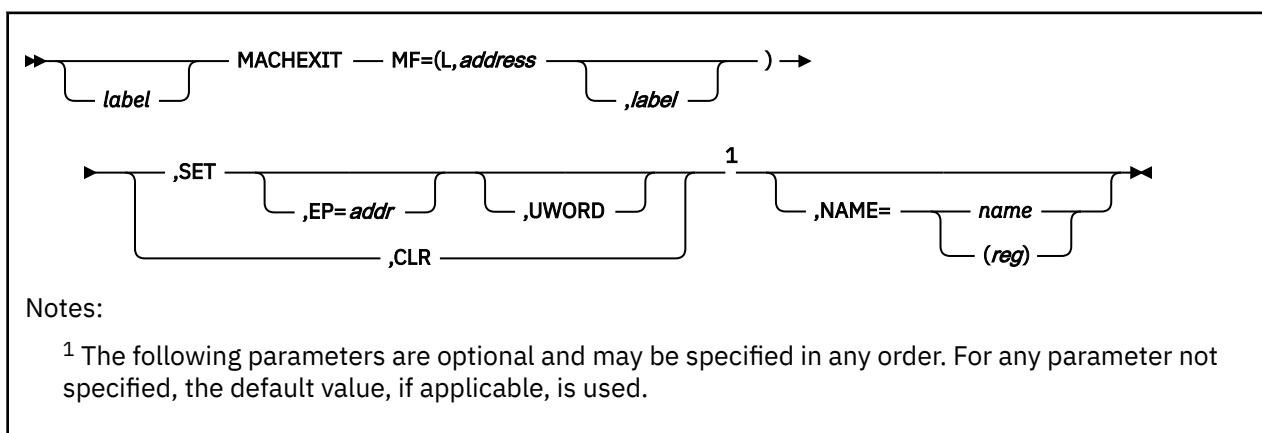 MACHEXIT MF=(L,address )
label ,label
1
,SET
,EP=addr ,UWORD ,NAME= name
(reg)
,CLR
Notes:
1 The following parameters are optional and may be specified in any order. For any parameter not
specified, the default value, if applicable, is used.